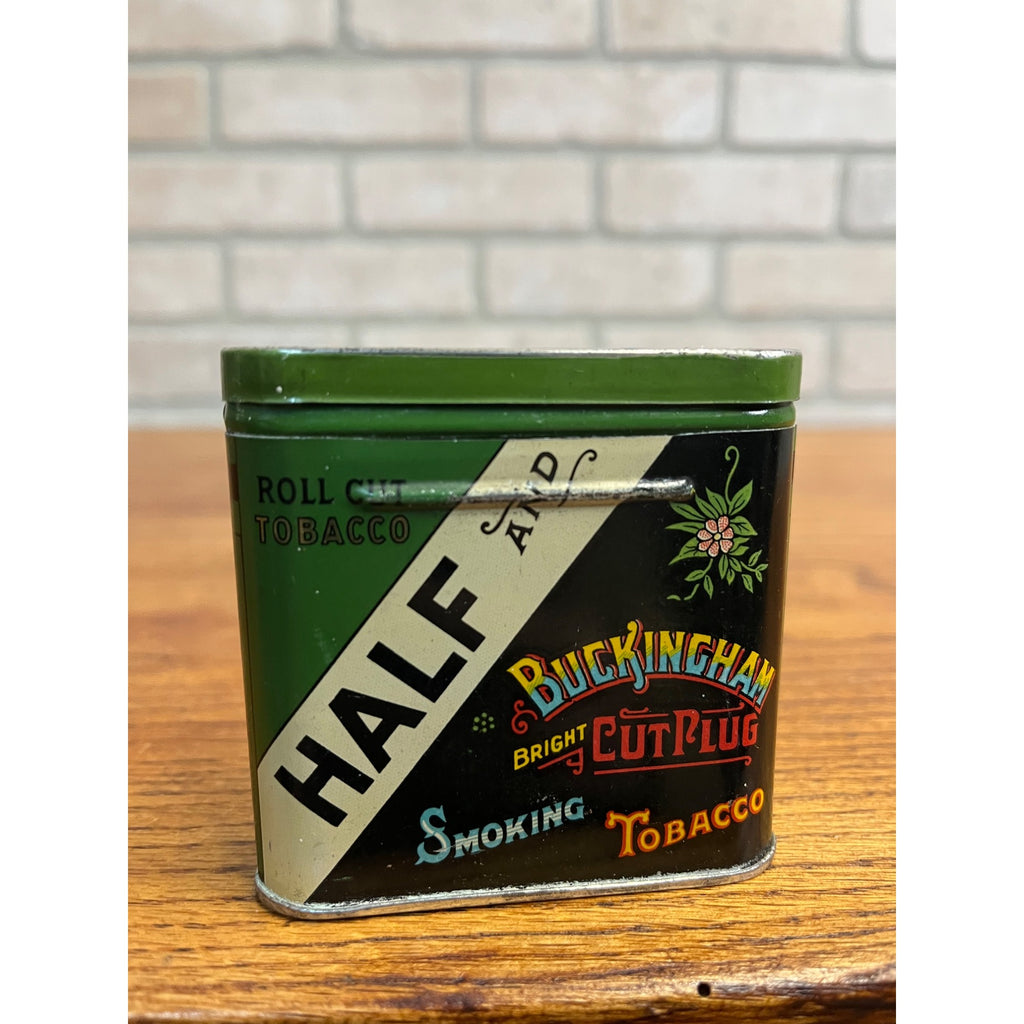 ROLL CUT
TOBACCO
HALF AND
BUCKINGHAM
BRIGHT CUT PLUG
SMOKING TOBACCO